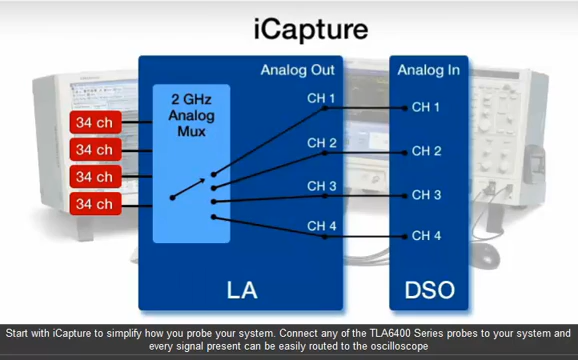 iCapture
Analog Out
Analog In
2 GHz
Analog
Mux
34 ch
34 ch
34 ch
34 ch
CH 1
CH 2
CH 3
CH 4
CH 1
CH 2
CH 3
CH 4
LA
DSO
Start with iCapture to simplify how you probe your system. Connect any of the TLA6400 Series probes to your system and
every signal present can be easily routed to the oscilloscope